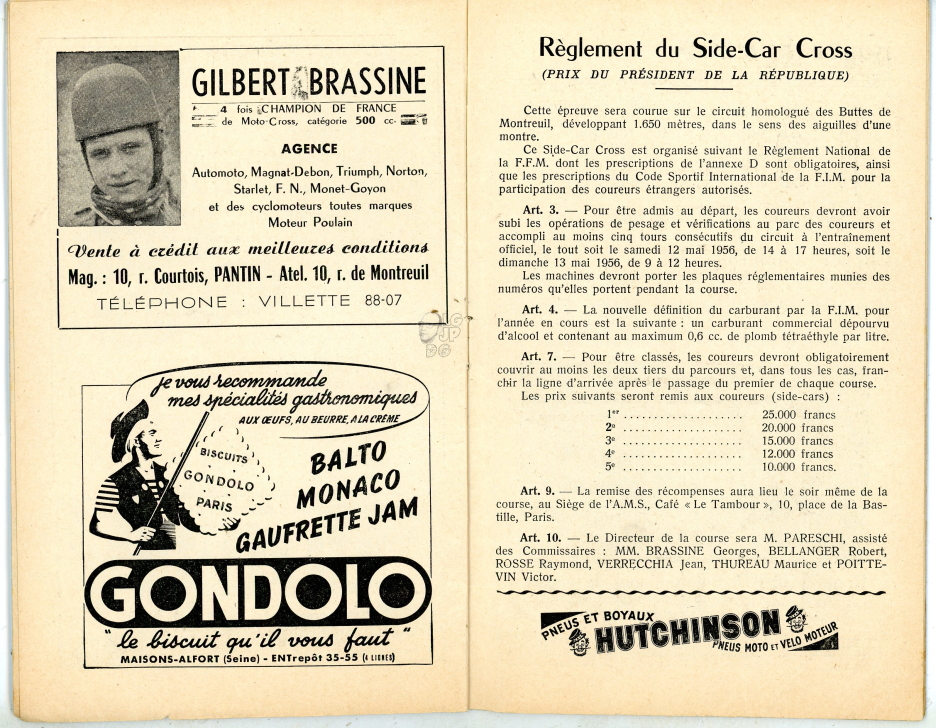 GILBERT BRASSINE
4 fois CHAMPION DE FRANCE
de Moto-Cross, catégorie 500 cc.
AGENCE
Automoto, Magnat-Debon, Triumph, Norton,
Starlet, F. N., Monet-Goyon
et des cyclomoteurs toutes marques
Moteur Poulain
Vente à crédit aux meilleures conditions
Mag. : 10, r. Courtois, PANTIN - Atel. 10, r. de Montreuil
TÉLÉPHONE : VILLETTE 88-07
je vous recommande
mes spécialités gastronomiques
AUX ŒUFS, AU BEURRE, A LA CRÈME
BISCUITS
GONDOLO
PARIS
BALTO
MONACO
GAUFRETTE JAM
GONDOLO
"le biscuit qu'il vous faut"
MAISONS-ALFORT (Seine) - ENTrepôt 35-55 (4 LIGNES)
Règlement du Side-Car Cross
(PRIX DU PRÉSIDENT DE LA RÉPUBLIQUE)
Cette épreuve sera courue sur le circuit homologué des Buttes de
Montreuil, développant 1.650 mètres, dans le sens des aiguilles d'une
montre.
Ce Side-Car Cross est organisé suivant le Règlement National de
la F.F.M. dont les prescriptions de l'annexe D sont obligatoires, ainsi
que les prescriptions du Code Sportif International de la F.I.M. pour la
participation des coureurs étrangers autorisés.
Art. 3. — Pour être admis au départ, les coureurs devront avoir
subi les opérations de pesage et vérifications au parc des coureurs et
accompli au moins cinq tours consécutifs du circuit à l'entraînement
officiel, le tout soit le samedi 12 mai 1956, de 14 à 17 heures, soit le
dimanche 13 mai 1956, de 9 à 12 heures.
Les machines devront porter les plaques réglementaires munies des
numéros qu'elles portent pendant la course.
Art. 4. — La nouvelle définition du carburant par la F.I.M. pour
l'année en cours est la suivante : un carburant commercial dépourvu
d'alcool et contenant au maximum 0,6 cc. de plomb tétraéthyle par litre.
Art. 7. — Pour être classés, les coureurs devront obligatoirement
couvrir au moins les deux tiers du parcours et, dans tous les cas, fran-
chir la ligne d'arrivée après le passage du premier de chaque course.
Les prix suivants seront remis aux coureurs (side-cars) :
1er .................... 25.000 francs
2e .................... 20.000 francs
3e .................... 15.000 francs
4e .................... 12.000 francs
5e .................... 10.000 francs.
Art. 9. — La remise des récompenses aura lieu le soir même de la
course, au Siège de l'A.M.S., Café « Le Tambour », 10, place de la Bas-
tille, Paris.
Art. 10. — Le Directeur de la course sera M. PARESCHI, assisté
des Commissaires : MM. BRASSINE Georges, BELLANGER Robert,
ROSSE Raymond, VERRECCHIA Jean, THUREAU Maurice et POITTE-
VIN Victor.
PNEUS ET BOYAUX
HUTCHINSON
PNEUS MOTO ET VELO MOTEUR